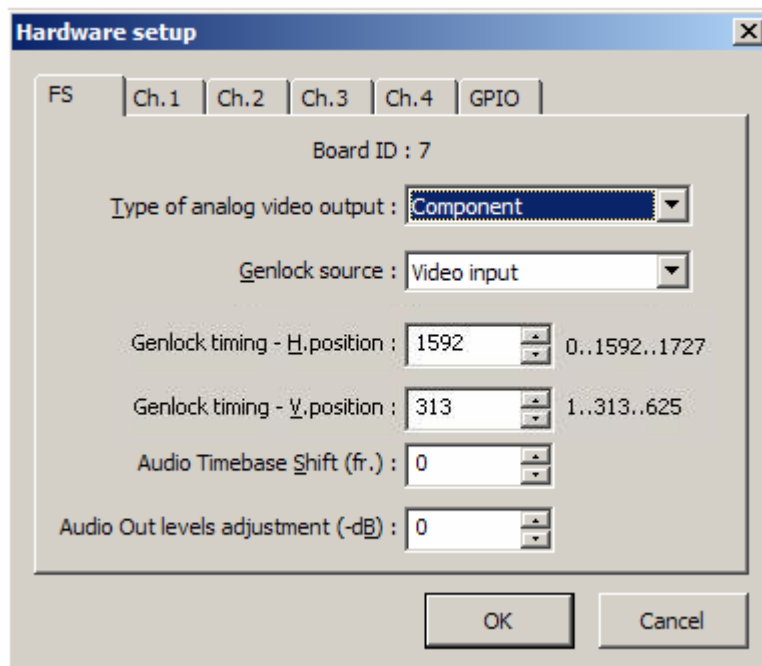 Hardware setup
FS Ch.1 Ch.2 Ch.3 Ch.4 GPIO
Board ID : 7
Type of analog video output : Component
Genlock source : Video input
Genlock timing - H.position : 1592 0..1592..1727
Genlock timing - V.position : 313 1..313..625
Audio Timebase Shift (fr.) : 0
Audio Out levels adjustment (-dB) : 0
OK Cancel